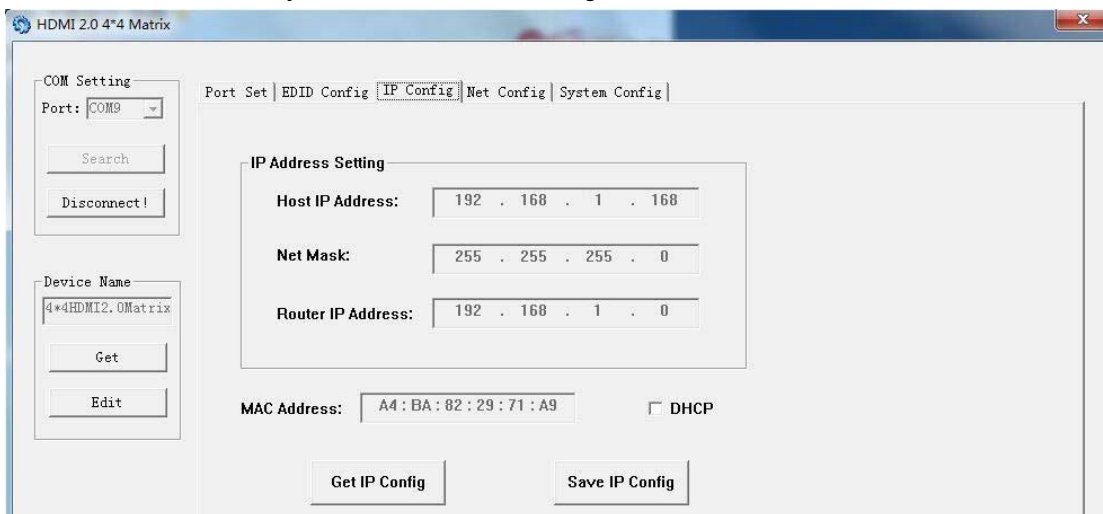 HDMI 2.0 4*4 Matrix
COM Setting
Port: COM9
Search
Disconnect!
Device Name
4*4HDMI2.0Matrix
Get
Edit
Port Set EDID Config IP Config Net Config System Config
IP Address Setting
Host IP Address: 192 . 168 . 1 . 168
Net Mask: 255 . 255 . 255 . 0
Router IP Address: 192 . 168 . 1 . 0
MAC Address: A4 : BA : 82 : 29 : 71 : A9 DHCP
Get IP Config Save IP Config